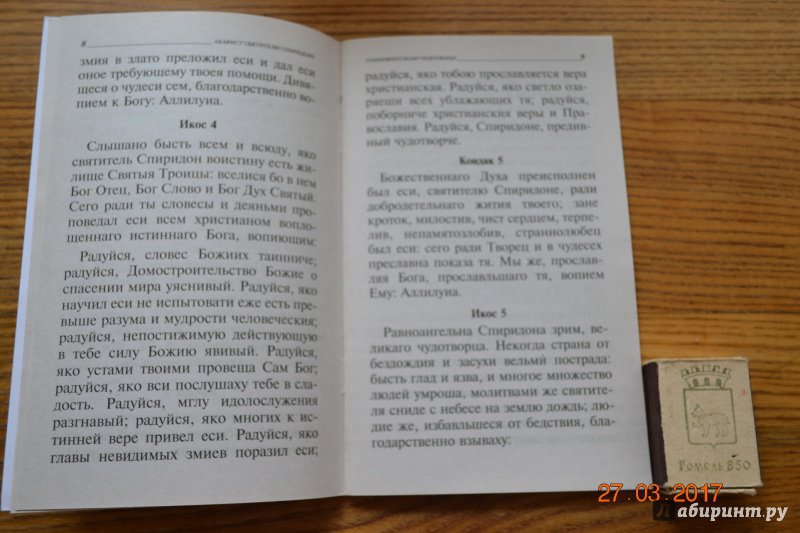 8
АКАФИСТ СВЯТИТЕЛЮ СПИРИДОНУ
змия в злато преложил еси и дал еси
оное требующему твоея помощи. Дивя-
щеся о чудеси сем, благодарственно во-
пием к Богу: Аллилуиа.
Икос 4
Слышано бысть всем и всюду, яко
святитель Спиридон воистину есть жи-
лище Святыя Троицы: вселися бо в нем
Бог Отец, Бог Слово и Бог Дух Святый.
Сего ради ты словесы и деяньми про-
поведал еси всем христианом вопло-
щеннаго истиннаго Бога, вопиющим:
Радуйся, словес Божиих таинниче;
радуйся, Домостроительство Божие о
спасении мира уяснивый. Радуйся, яко
научил еси не испытовати еже есть пре-
выше разума и мудрости человеческия;
радуйся, непостижимую действующую
в тебе силу Божию явивый. Радуйся,
яко устами твоими провеща Сам Бог;
радуйся, яко вси послушаху тебе в сла-
дость. Радуйся, мглу идолослужения
разгнавый; радуйся, яко многих к ис-
тинней вере привел еси. Радуйся, яко
главы невидимых змиев поразил еси;
9
радуйся, яко тобою прославляется вера
христианская. Радуйся, яко светло оза-
ряеши всех ублажающих тя; радуйся,
поборниче христианския веры и Пра-
вославия. Радуйся, Спиридоне, предив-
ный чудотворче.
Кондак 5
Божественнаго Духа преисполнен
был еси, святителю Спиридоне, ради
добродетельнаго жития твоего; зане
кроток, милостив, чист сердцем, терпе-
лив, непамятозлобив, страннолюбец
был еси: сего ради Творец и в чудесех
преславна показа тя. Мы же, прослав-
ляя Бога, прославльшаго тя, вопием
Ему: Аллилуиа.
Икос 5
Равноангельна Спиридона зрим, ве-
ликаго чудотворца. Некогда страна от
бездождия и засухи вельми́ пострада:
бысть глад и язва, и многое множество
людей умроша, молитвами же святите-
ля сниде с небесе на землю дождь; лю-
дие же, избавльшеся от бедствия, бла-
годарственно взываху:
Гомель 850
27.03.2017
Лабиринт.ру